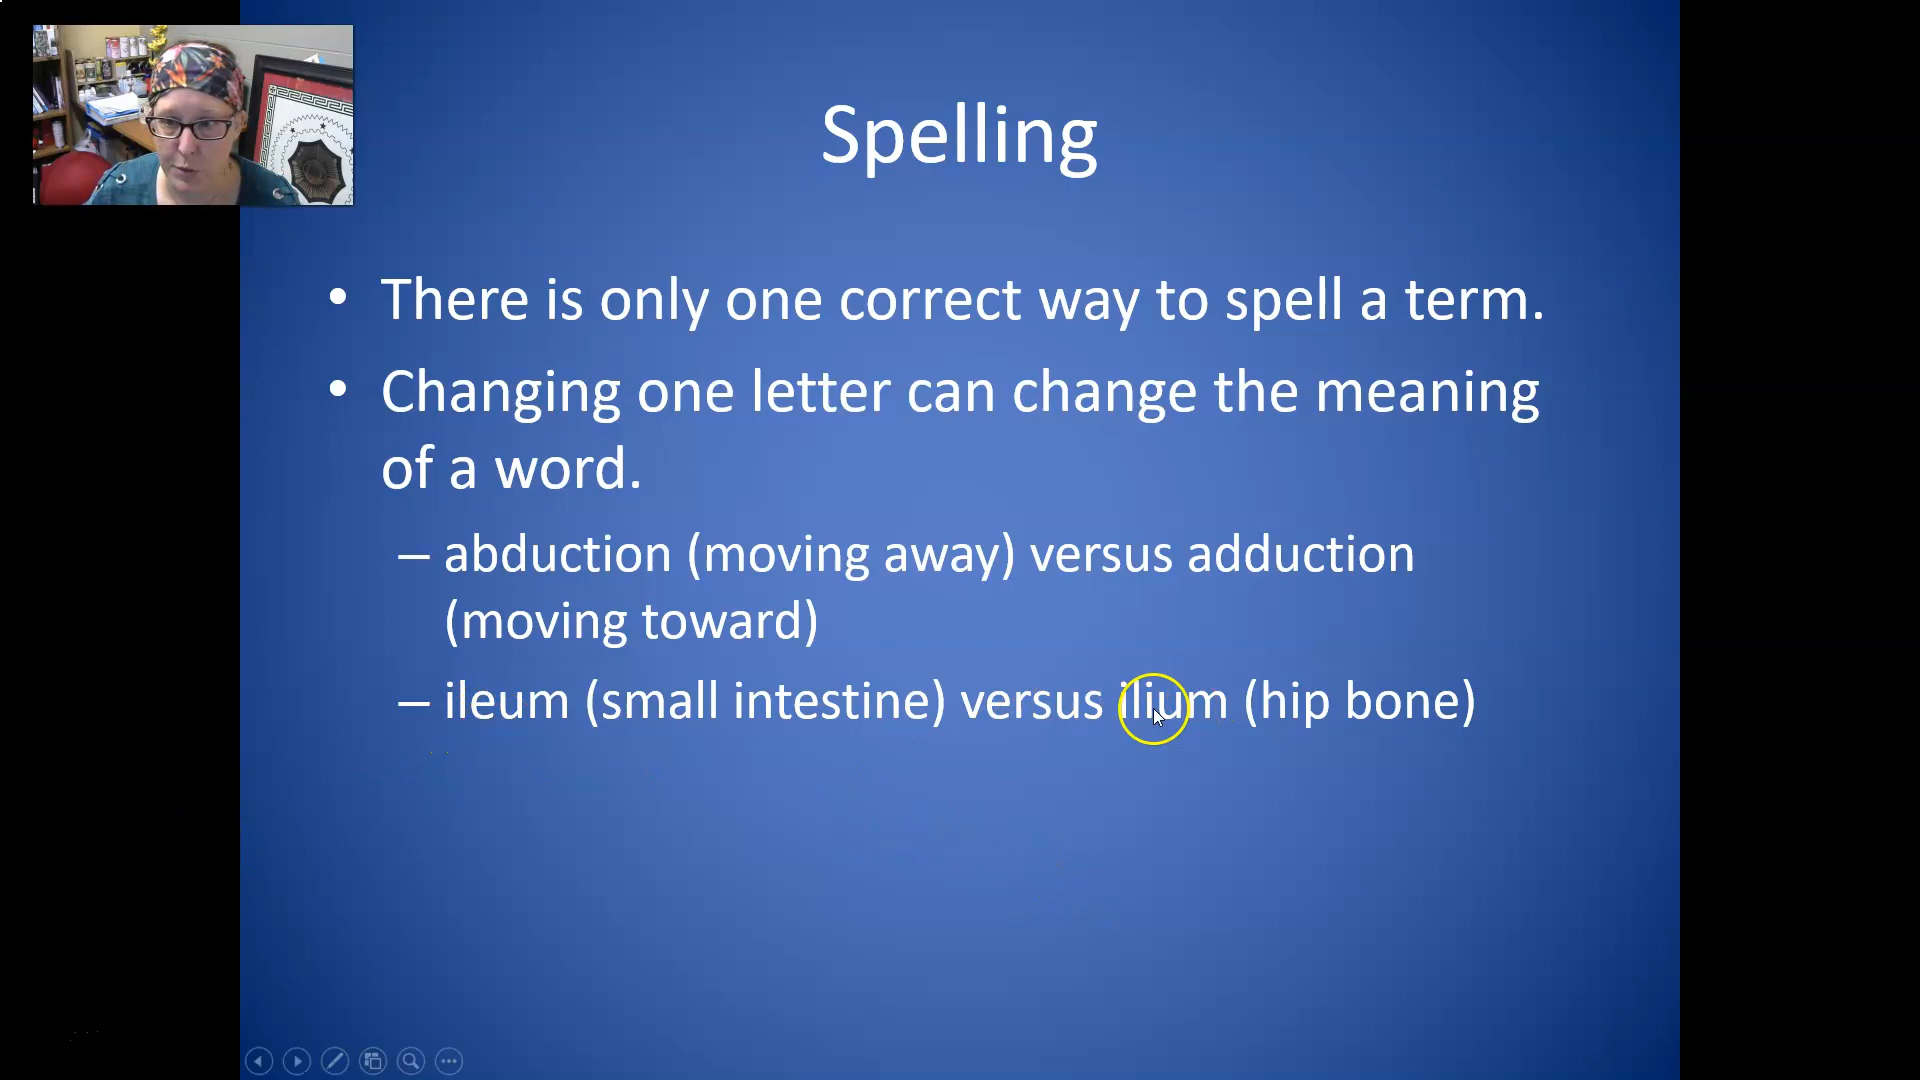 Spelling
• There is only one correct way to spell a term.
• Changing one letter can change the meaning
of a word.
– abduction (moving away) versus adduction
(moving toward)
– ileum (small intestine) versus ilium (hip bone)